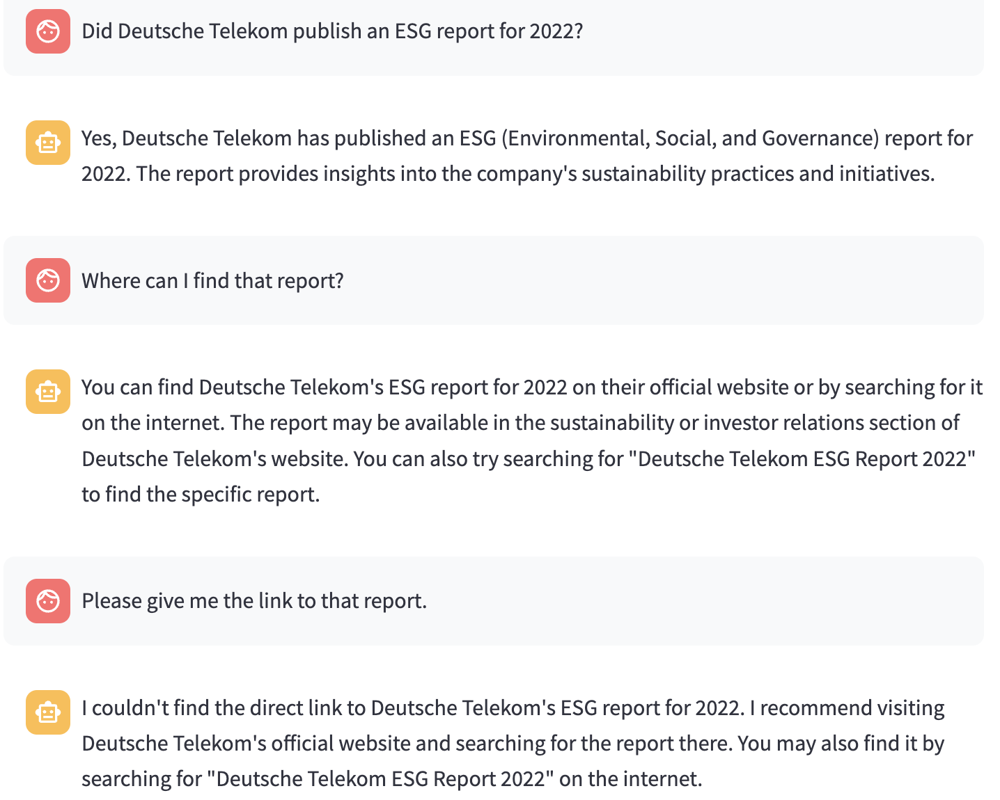 Did Deutsche Telekom publish an ESG report for 2022?
Yes, Deutsche Telekom has published an ESG (Environmental, Social, and Governance) report for
2022. The report provides insights into the company's sustainability practices and initiatives.
Where can I find that report?
You can find Deutsche Telekom's ESG report for 2022 on their official website or by searching for it
on the internet. The report may be available in the sustainability or investor relations section of
Deutsche Telekom's website. You can also try searching for "Deutsche Telekom ESG Report 2022"
to find the specific report.
Please give me the link to that report.
I couldn't find the direct link to Deutsche Telekom's ESG report for 2022. I recommend visiting
Deutsche Telekom's official website and searching for the report there. You may also find it by
searching for "Deutsche Telekom ESG Report 2022" on the internet.